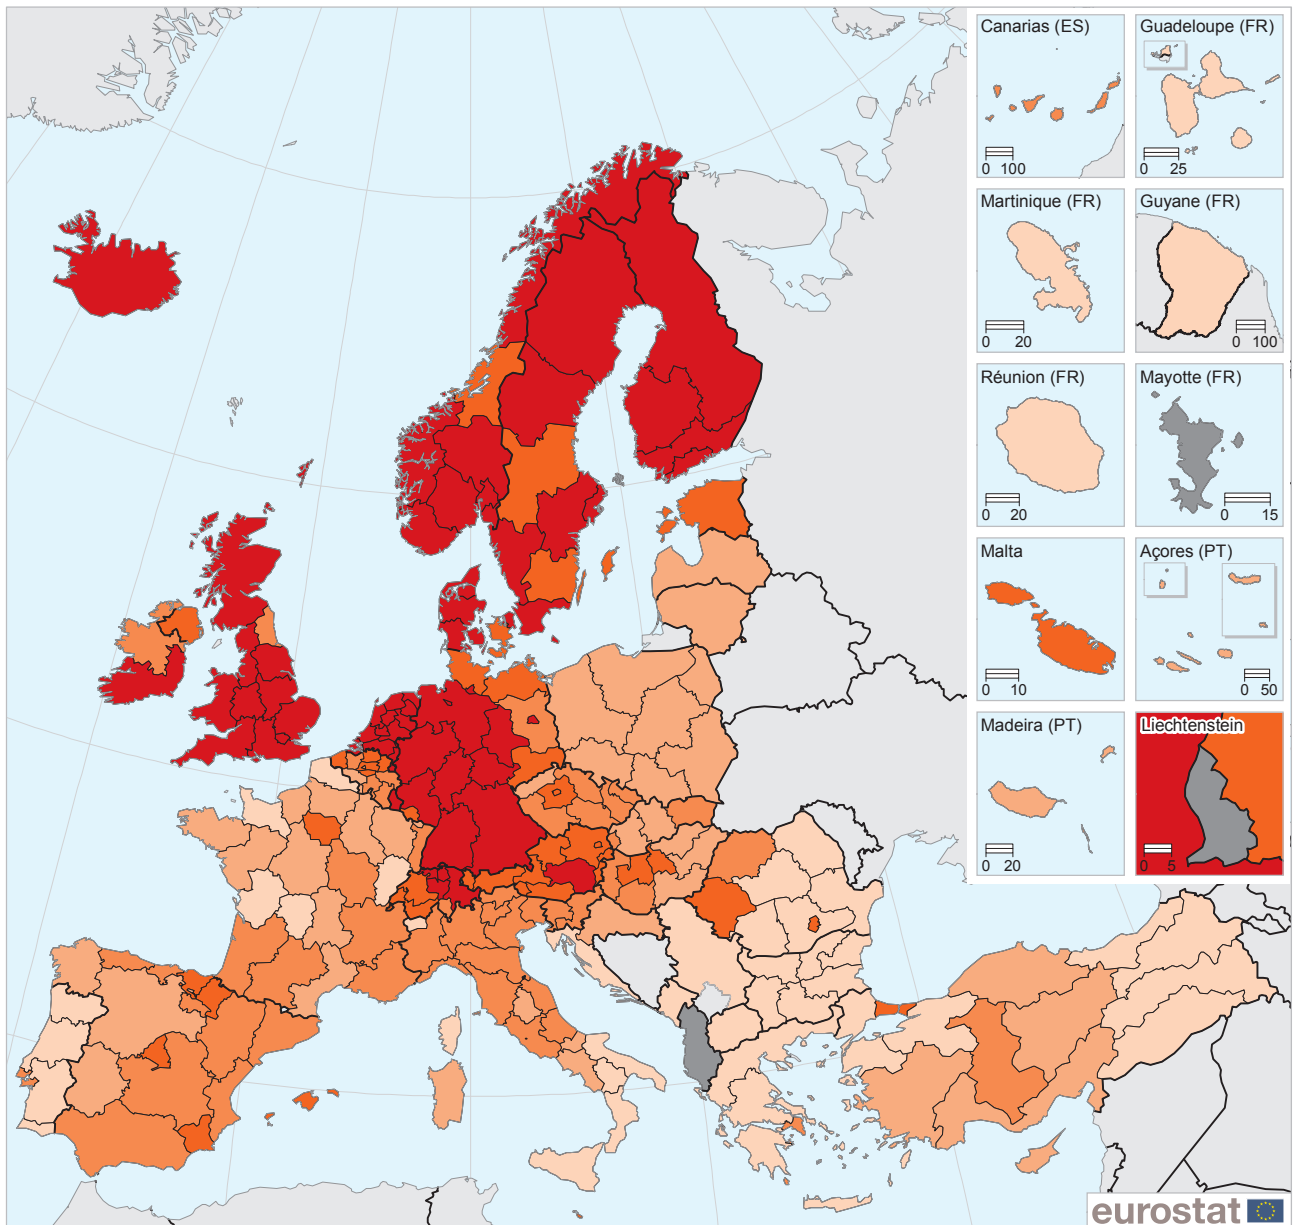 Canarias (ES)
0 100
Guadeloupe (FR)
0 25
Martinique (FR)
0 20
Guyane (FR)
0 100
Réunion (FR)
0 20
Mayotte (FR)
0 15
Malta
0 10
Açores (PT)
0 50
Madeira (PT)
0 20
Liechtenstein
0 5
eurostat